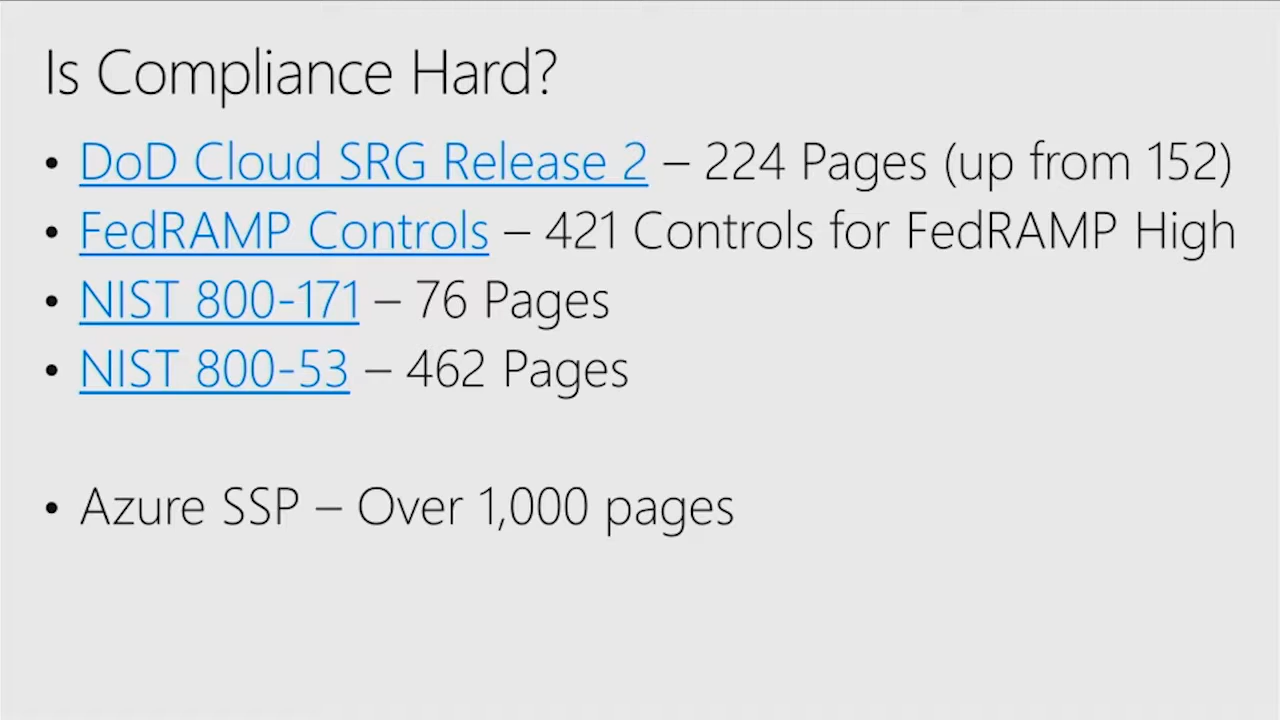 Is Compliance Hard?
• DoD Cloud SRG Release 2 – 224 Pages (up from 152)
• FedRAMP Controls – 421 Controls for FedRAMP High
• NIST 800-171 – 76 Pages
• NIST 800-53 – 462 Pages
• Azure SSP – Over 1,000 pages